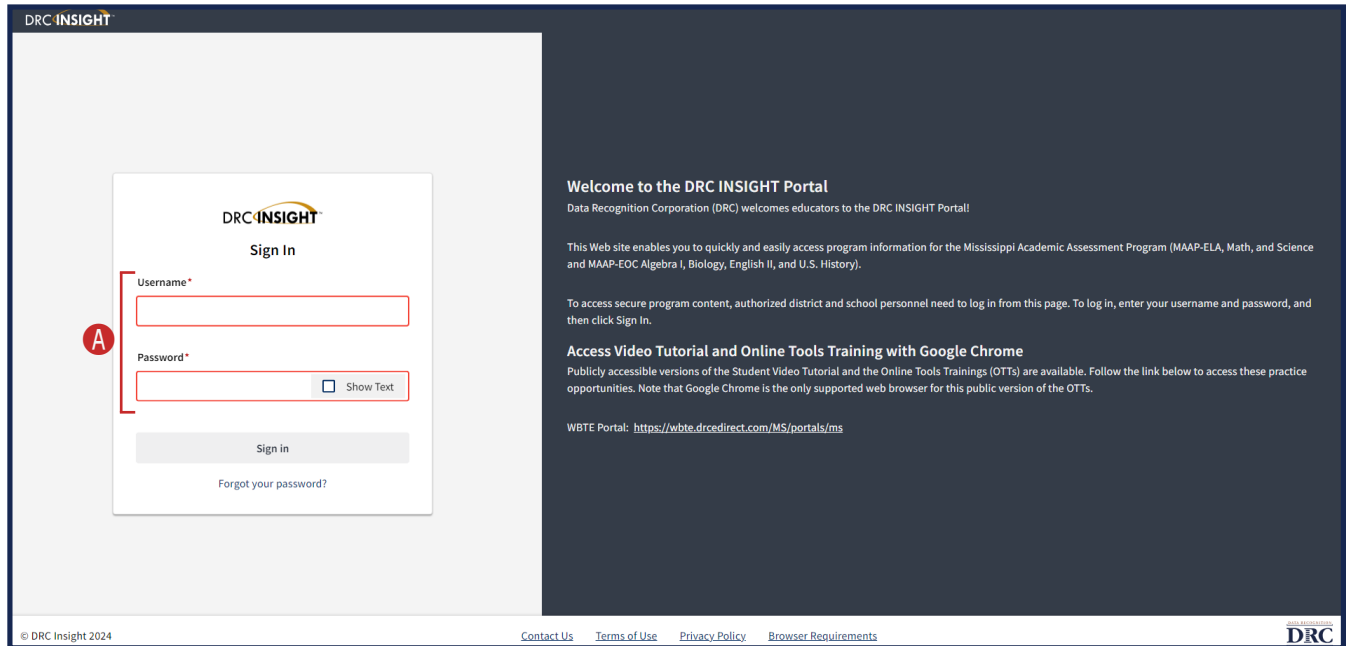 DRC INSIGHT
DRC INSIGHT
Sign In
Username*
A
Password*
Show Text
Sign in
Forgot your password?
Welcome to the DRC INSIGHT Portal
Data Recognition Corporation (DRC) welcomes educators to the DRC INSIGHT Portal!
This Web site enables you to quickly and easily access program information for the Mississippi Academic Assessment Program (MAAP-ELA, Math, and Science
and MAAP-EOC Algebra I, Biology, English II, and U.S. History).
To access secure program content, authorized district and school personnel need to log in from this page. To log in, enter your username and password, and
then click Sign In.
Access Video Tutorial and Online Tools Training with Google Chrome
Publicly accessible versions of the Student Video Tutorial and the Online Tools Trainings (OTTs) are available. Follow the link below to access these practice
opportunities. Note that Google Chrome is the only supported web browser for this public version of the OTTs.
WBTE Portal: https://wbte.drcedirect.com/MS/portals/ms
© DRC Insight 2024
Contact Us Terms of Use Privacy Policy Browser Requirements
DATA RECOGNITION
DRC